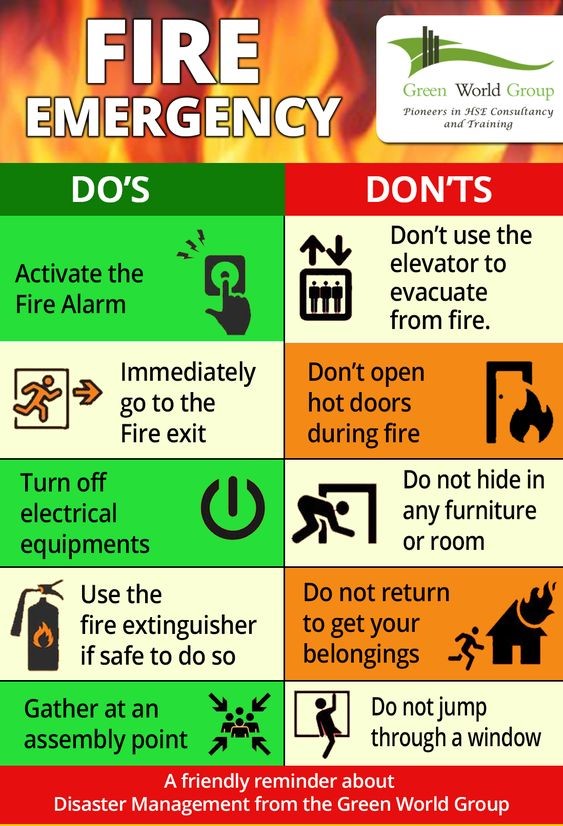 FIRE
EMERGENCY
Green World Group
Pioneers in HSE Consultancy
and Training
DO'S
DON'TS
Activate the
Fire Alarm
Don't use the
elevator to
evacuate
from fire.
Immediately
go to the
Fire exit
Don't open
hot doors
during fire
Turn off
electrical
equipments
Do not hide in
any furniture
or room
Use the
fire extinguisher
if safe to do so
Do not return
to get your
belongings
Gather at an
assembly point
Do not jump
through a window
A friendly reminder about
Disaster Management from the Green World Group